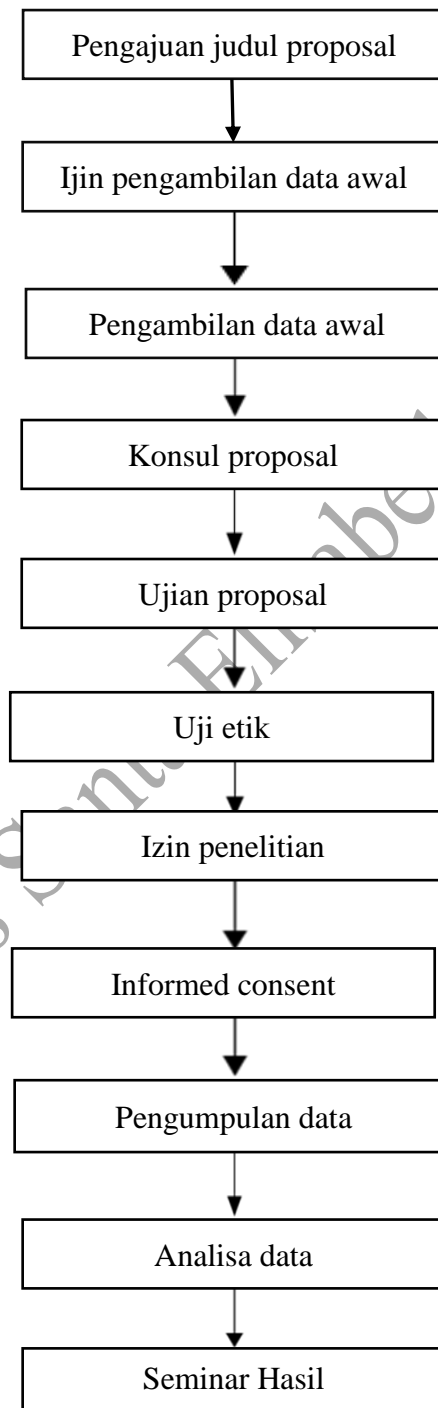 Pengajuan judul proposal
Ijin pengambilan data awal
Pengambilan data awal
Konsul proposal
Ujian proposal
Uji etik
Izin penelitian
Informed consent
Pengumpulan data
Analisa data
Seminar Hasil